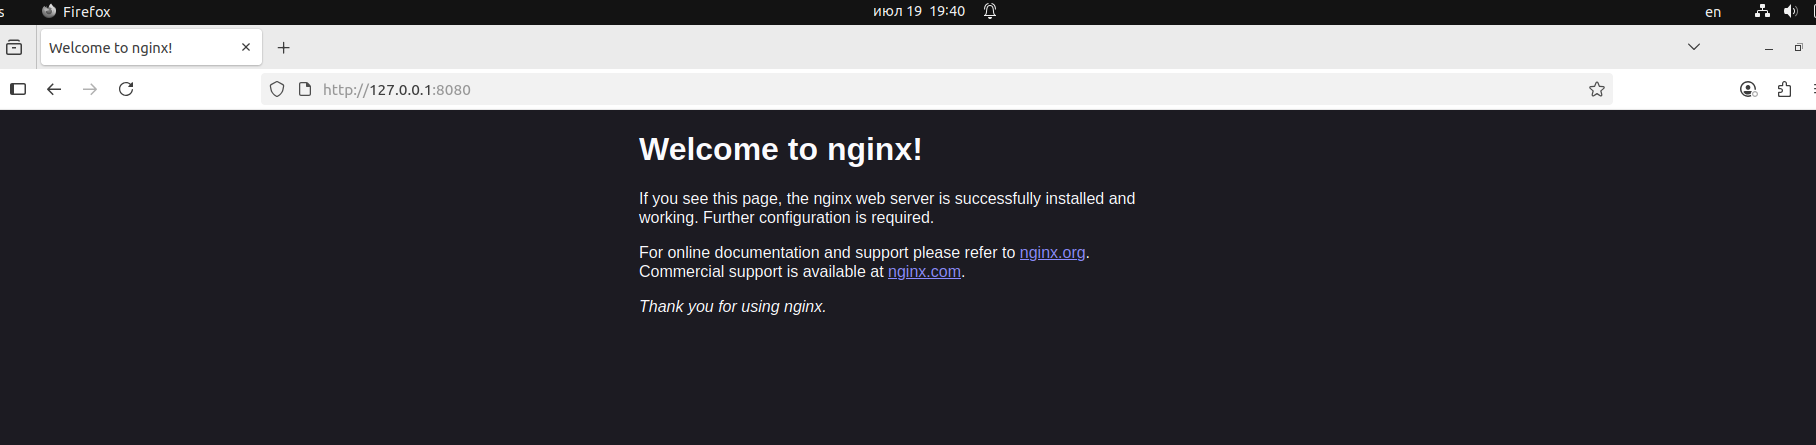 s Firefox июл 19 19:40 en
Welcome to nginx!
http://127.0.0.1:8080
Welcome to nginx!
If you see this page, the nginx web server is successfully installed and
working. Further configuration is required.
For online documentation and support please refer to nginx.org.
Commercial support is available at nginx.com.
Thank you for using nginx.